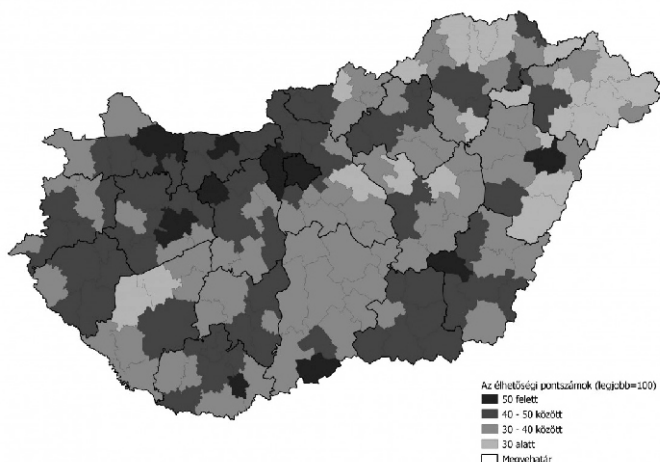 Az élhetőségi pontszámok (legjobb=100)
50 felett
40 - 50 között
30 - 40 között
30 alatt
Megyehatár